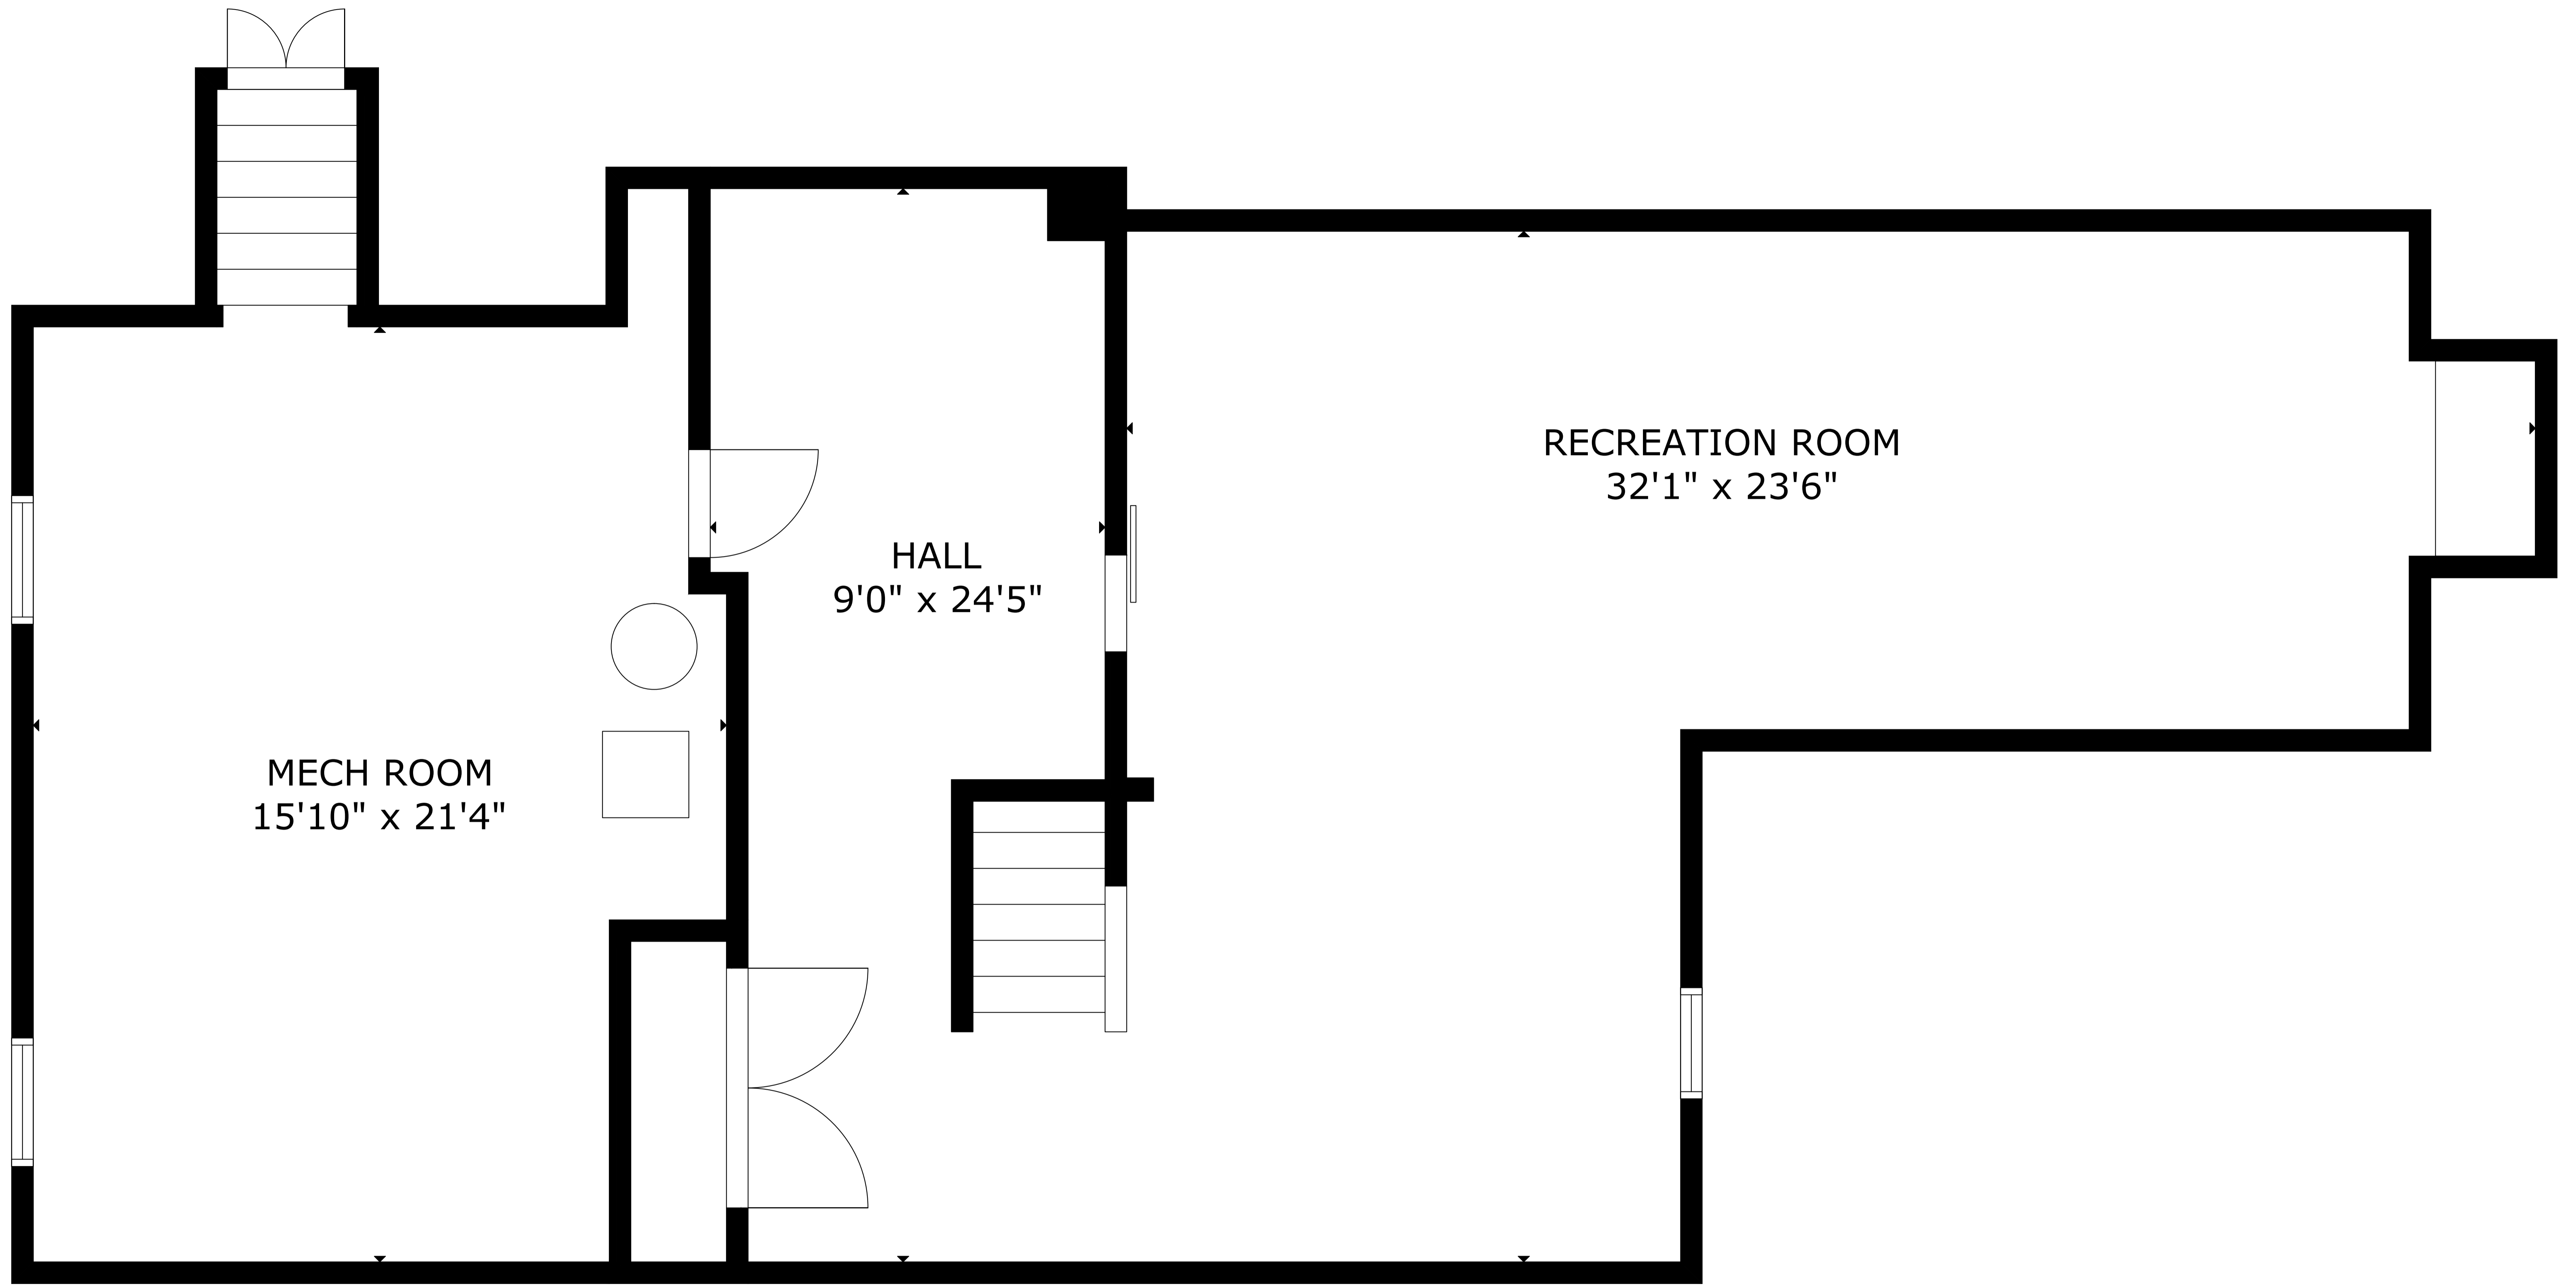 RECREATION ROOM
32'1" x 23'6"
HALL
9'0" x 24'5"
MECH ROOM
15'10" x 21'4"